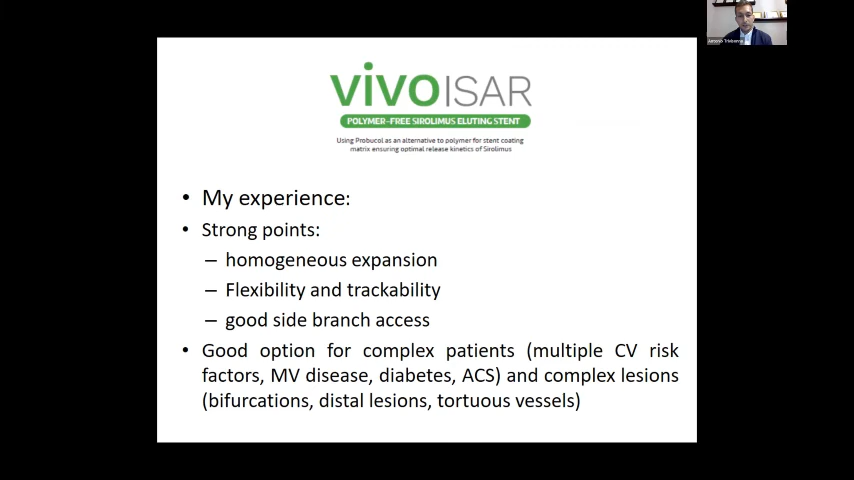 vivo ISAR
POLYMER-FREE SIROLIMUS ELUTING STENT
Using Probucol as an alternative to polymer for stent coating
matrix ensuring optimal release kinetics of Sirolimus
• My experience:
• Strong points:
– homogeneous expansion
– Flexibility and trackability
– good side branch access
• Good option for complex patients (multiple CV risk
factors, MV disease, diabetes, ACS) and complex lesions
(bifurcations, distal lesions, tortuous vessels)